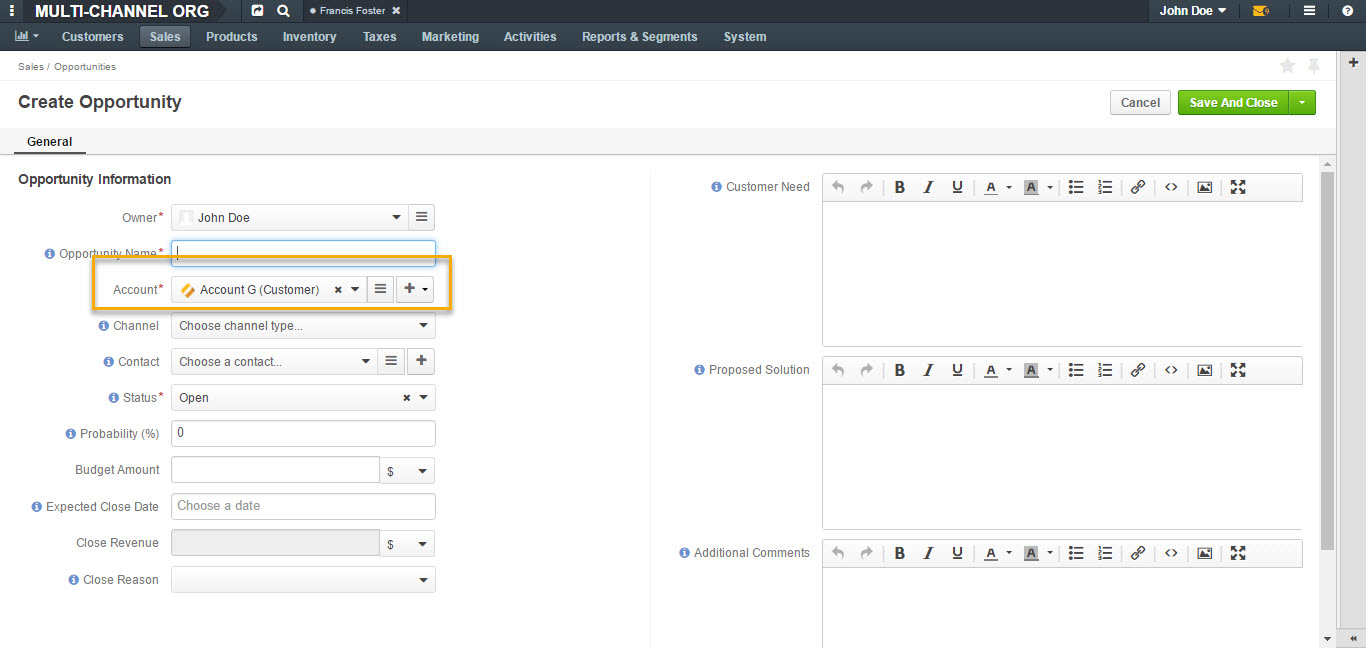 MULTI-CHANNEL ORG
Francis Foster
John Doe
Customers Sales Products Inventory Taxes Marketing Activities Reports & Segments System
Sales / Opportunities
Create Opportunity
Cancel
Save And Close
General
Opportunity Information
Owner* John Doe
Opportunity Name*
Account* Account G (Customer)
Channel Choose channel type...
Contact Choose a contact...
Status* Open
Probability (%) 0
Budget Amount $
Expected Close Date Choose a date
Close Revenue $
Close Reason
Customer Need
B I U A A
Proposed Solution
B I U A A
Additional Comments
B I U A A